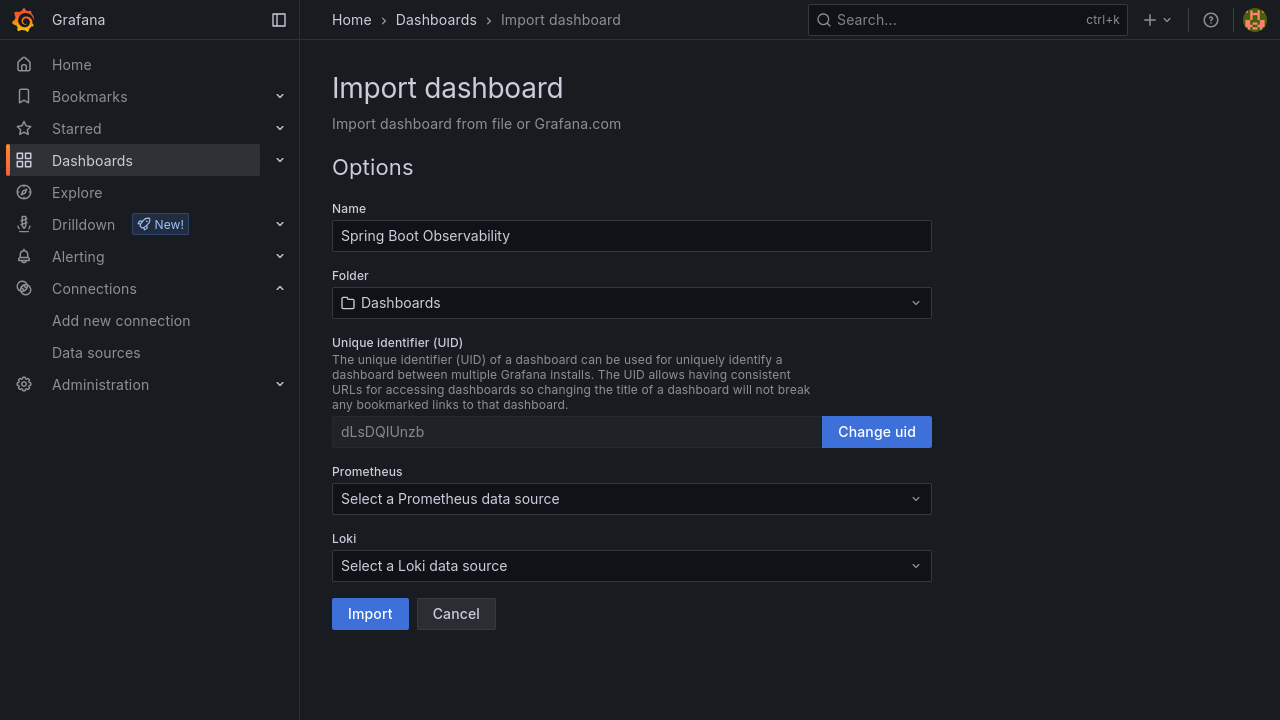 Grafana
Home
Dashboards
Import dashboard
Search...
ctrl+k
Home
Bookmarks
Starred
Dashboards
Explore
Drilldown
New!
Alerting
Connections
Add new connection
Data sources
Administration
Import dashboard
Import dashboard from file or Grafana.com
Options
Name
Spring Boot Observability
Folder
Dashboards
Unique identifier (UID)
The unique identifier (UID) of a dashboard can be used for uniquely identify a
dashboard between multiple Grafana installs. The UID allows having consistent
URLs for accessing dashboards so changing the title of a dashboard will not break
any bookmarked links to that dashboard.
dLsDQIUnzb
Change uid
Prometheus
Select a Prometheus data source
Loki
Select a Loki data source
Import
Cancel